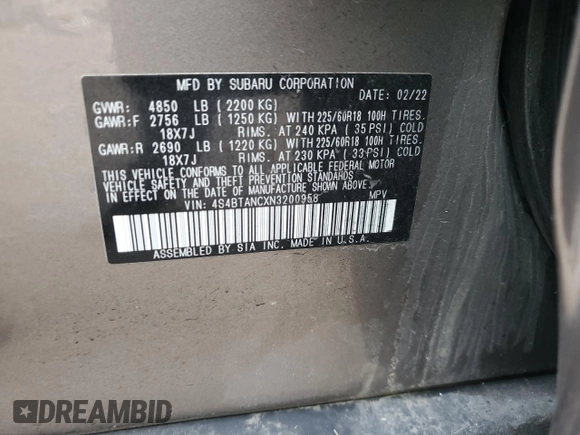 MFD BY SUBARU CORPORATION
GVWR: 4850 LB ( 2200 KG) DATE: 02/22
GAWR:F 2756 LB ( 1250 KG) WITH 225/60R18 100H TIRES.
18X7J RIMS. AT 240 KPA ( 35 PSI) COLD
GAWR:R 2690 LB ( 1220 KG) WITH 225/60R18 100H TIRES.
18X7J RIMS. AT 230 KPA ( 33 PSI) COLD
THIS VEHICLE CONFORMS TO ALL APPLICABLE FEDERAL MOTOR
VEHICLE SAFETY AND THEFT PREVENTION STANDARDS
IN EFFECT ON THE DATE OF MANUFACTURE SHOWN ABOVE.
VIN: 4S4BTANCXN3200958 MPV
ASSEMBLED BY SIA INC. MADE IN U.S.A.
DREAMBID